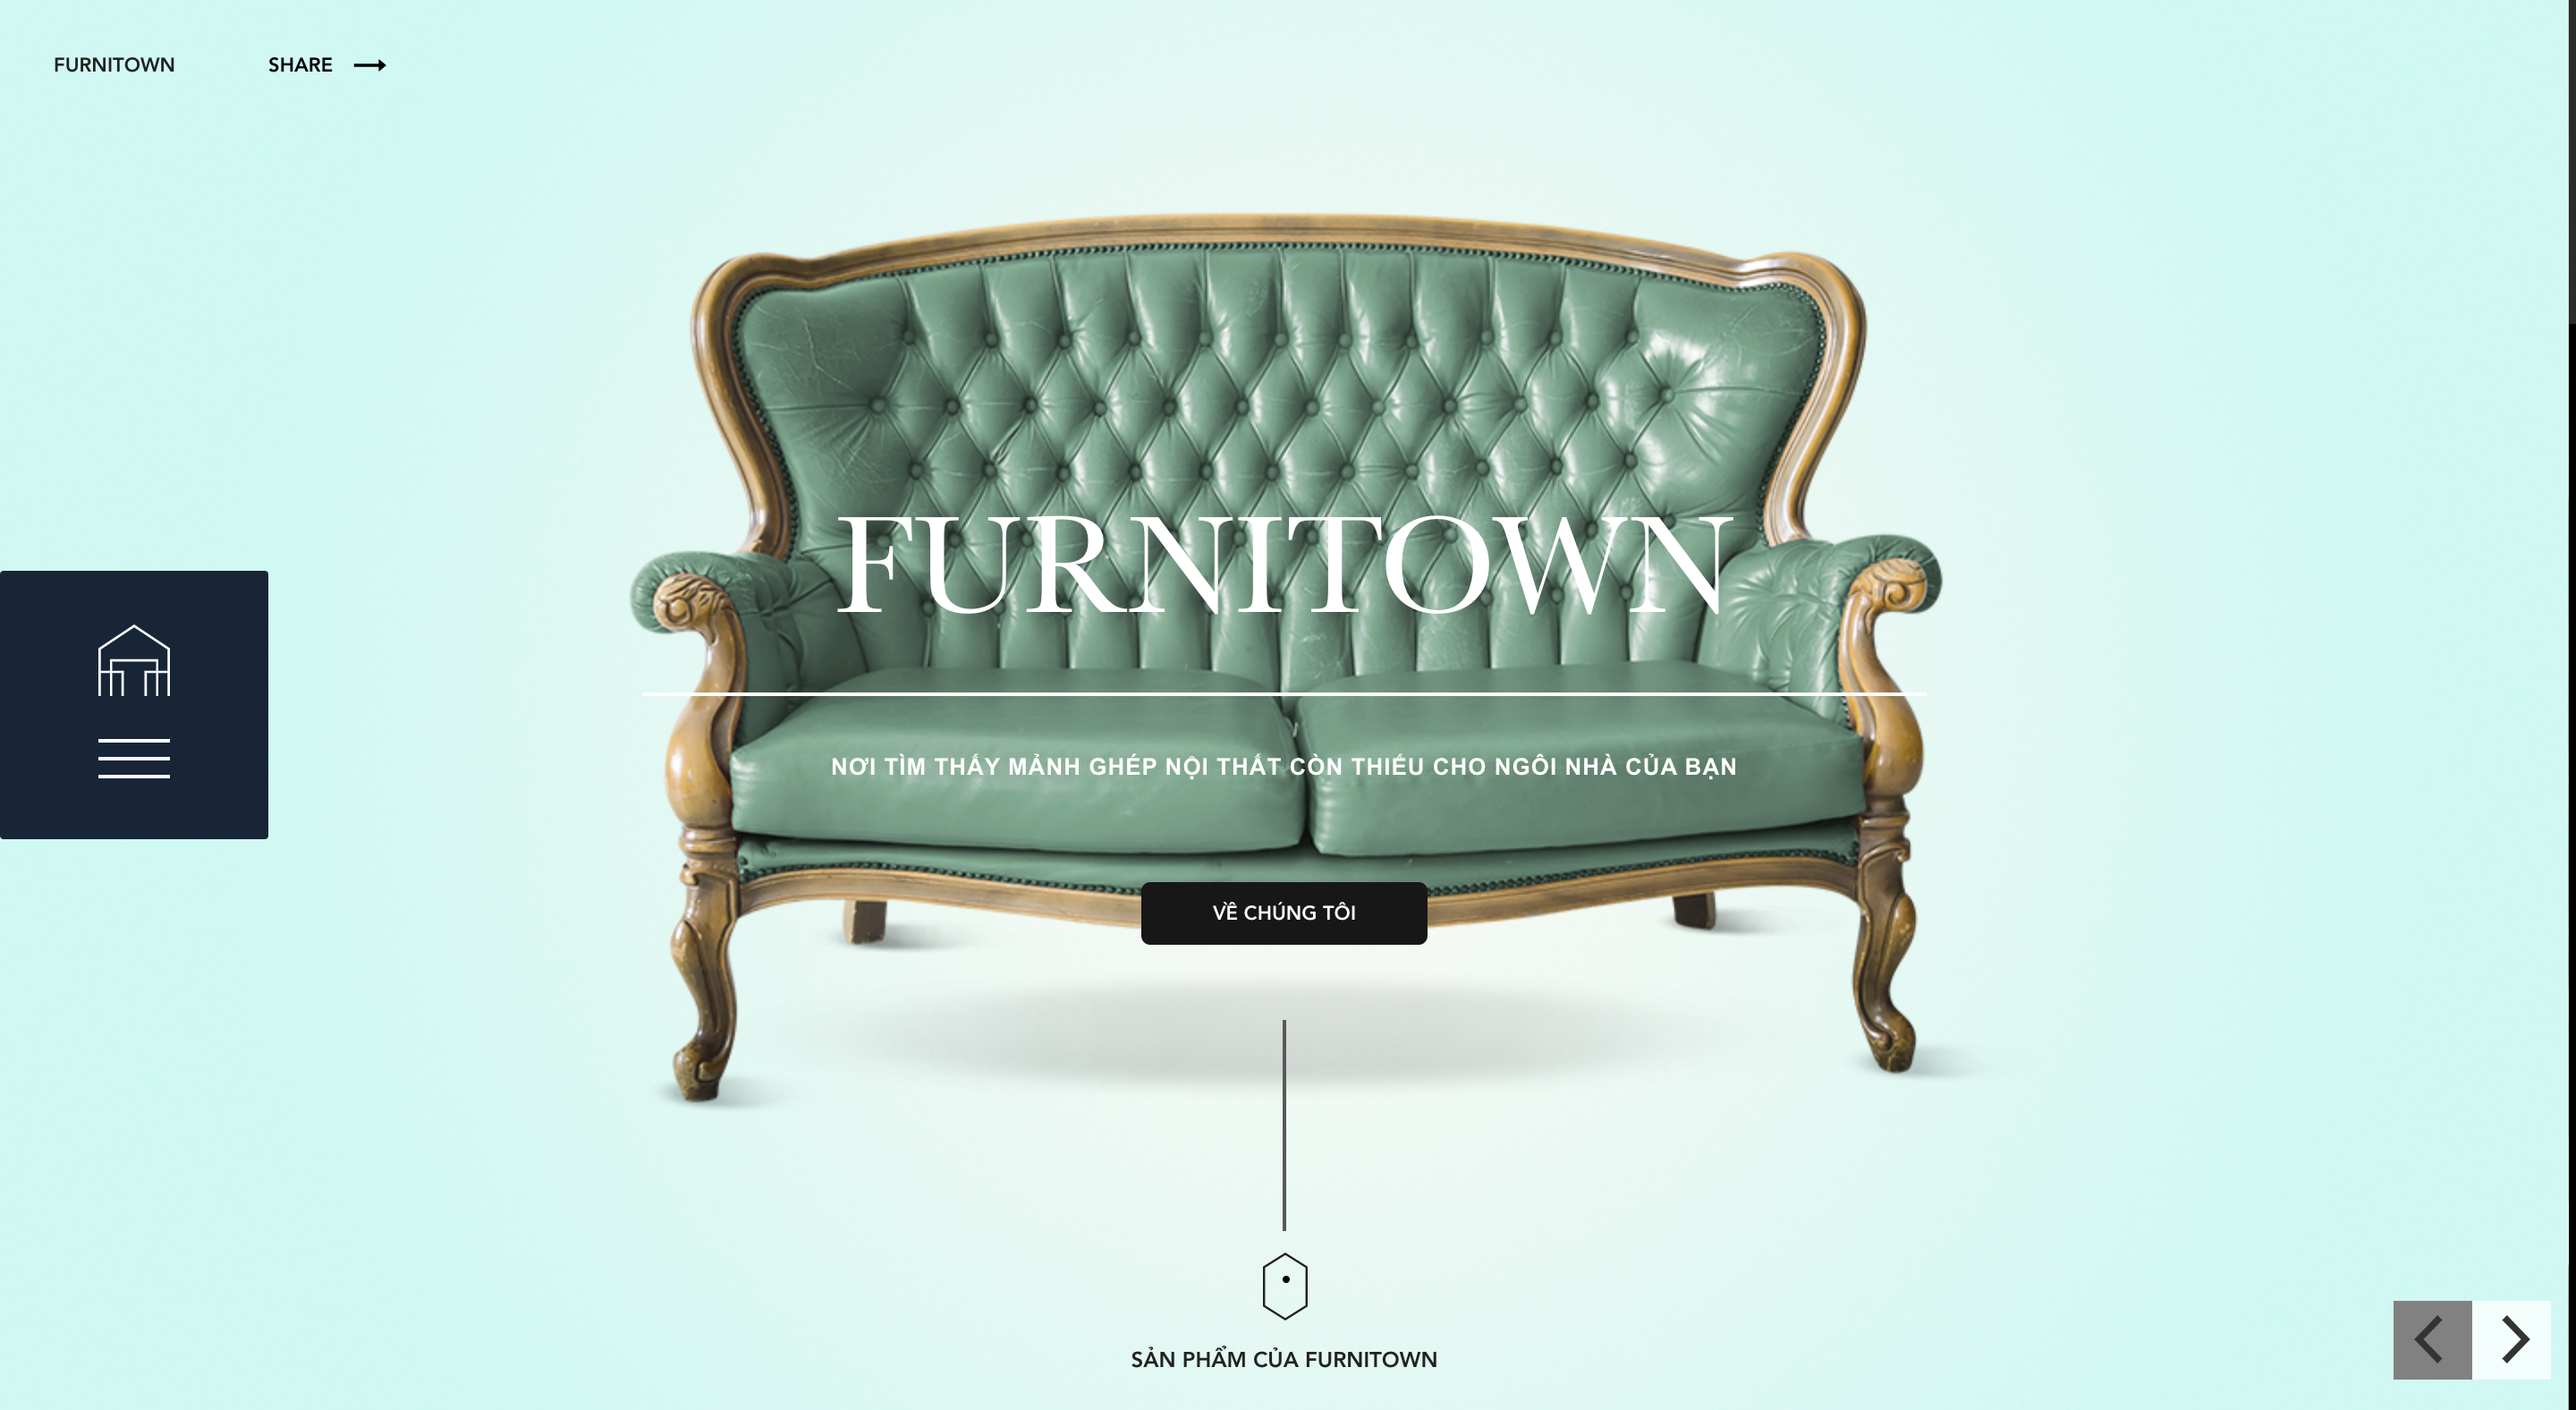 FURNITOWN
SHARE
FURNITOWN
NƠI TÌM THẤY MẢNH GHÉP NỘI THẤT CÒN THIẾU CHO NGÔI NHÀ CỦA BẠN
VỀ CHÚNG TÔI
SẢN PHẨM CỦA FURNITOWN